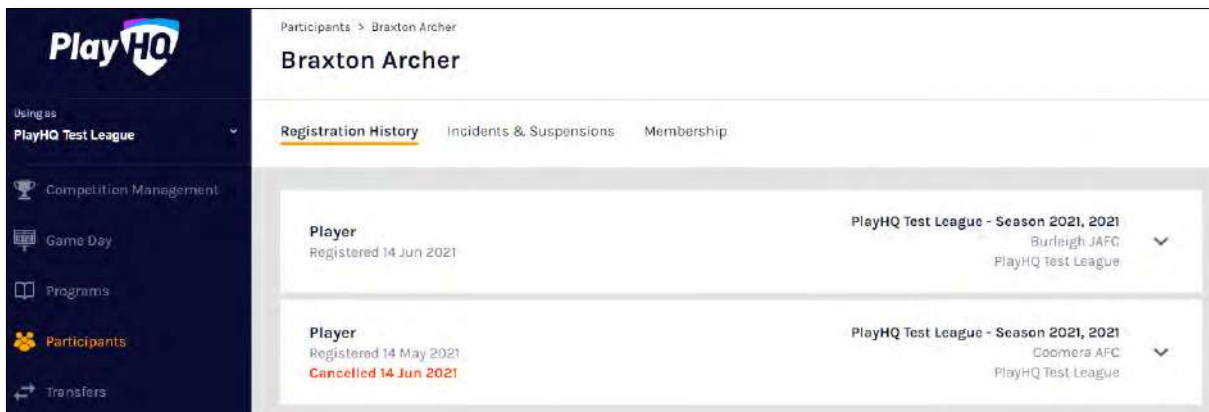 PlayHQ
Using as
PlayHQ Test League
Competition Management
Game Day
Programs
Participants
Transfers
Participants > Braxton Archer
Braxton Archer
Registration History Incidents & Suspensions Membership
Player
Registered 14 Jun 2021
PlayHQ Test League - Season 2021, 2021
Burleigh JAFC
PlayHQ Test League
Player
Registered 14 May 2021
Cancelled 14 Jun 2021
PlayHQ Test League - Season 2021, 2021
Coomera AFC
PlayHQ Test League